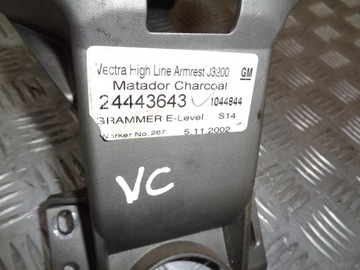 Vectra High Line Armrest J3200 GM
Matador Charcoal
24443643 1044844
GRAMMER E-Level S14
Worker No. 267 5.11.2002
VC